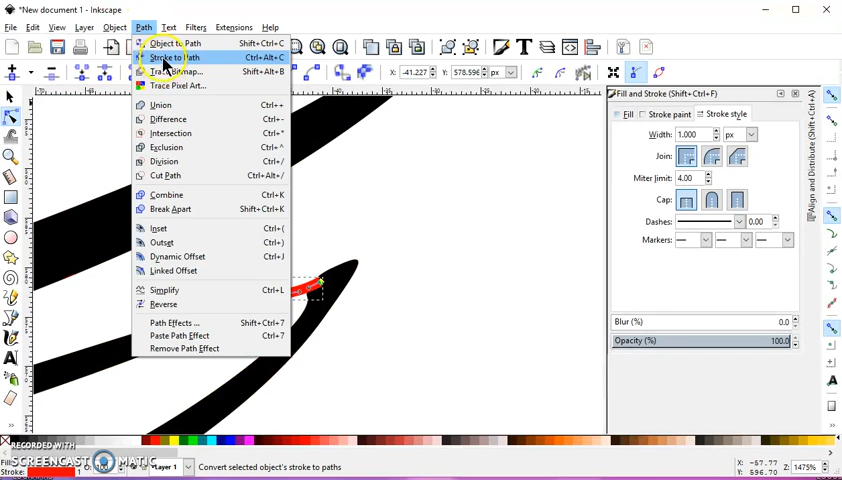 *New document 1 - Inkscape
File Edit View Layer Object Path Text Filters Extensions Help
X: -41.227 Y: 578.596 px
Object to Path Shift+Ctrl+C
Stroke to Path Ctrl+Alt+C
Trace Bitmap... Shift+Alt+B
Trace Pixel Art...
Union Ctrl++
Difference Ctrl+-
Intersection Ctrl+*
Exclusion Ctrl+^
Division Ctrl+/
Cut Path Ctrl+Alt+/
Combine Ctrl+K
Break Apart Shift+Ctrl+K
Inset Ctrl+(
Outset Ctrl+)
Dynamic Offset Ctrl+J
Linked Offset
Simplify Ctrl+L
Reverse
Path Effects ... Shift+Ctrl+7
Paste Path Effect Ctrl+7
Remove Path Effect
Fill and Stroke (Shift+Ctrl+F)
Fill Stroke paint Stroke style
Width: 1.000 px
Join:
Miter limit: 4.00
Cap:
Dashes: 0.00
Markers:
Blur (%) 0.0
Opacity (%) 100.0
Align and Distribute (Shift+Ctrl+A)
RECORDED WITH
SCREENCAST MATIC
Fill:
Stroke: 1
O: 100
Layer 1
Convert selected object's stroke to paths
X: -57.77
Y: 596.70
Z: 1475%